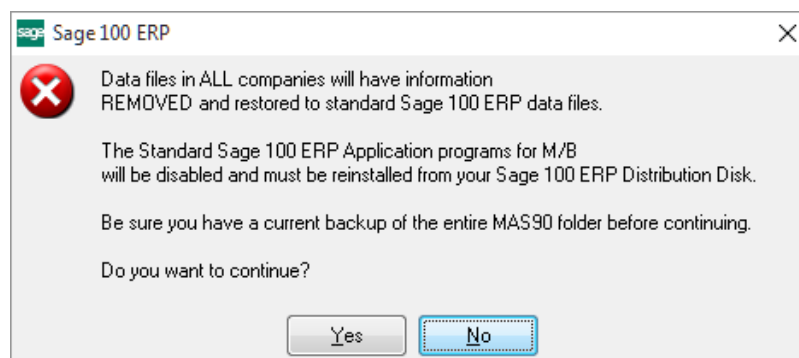 sage Sage 100 ERP
Data files in ALL companies will have information
REMOVED and restored to standard Sage 100 ERP data files.
The Standard Sage 100 ERP Application programs for M/B
will be disabled and must be reinstalled from your Sage 100 ERP Distribution Disk.
Be sure you have a current backup of the entire MAS90 folder before continuing.
Do you want to continue?
Yes No